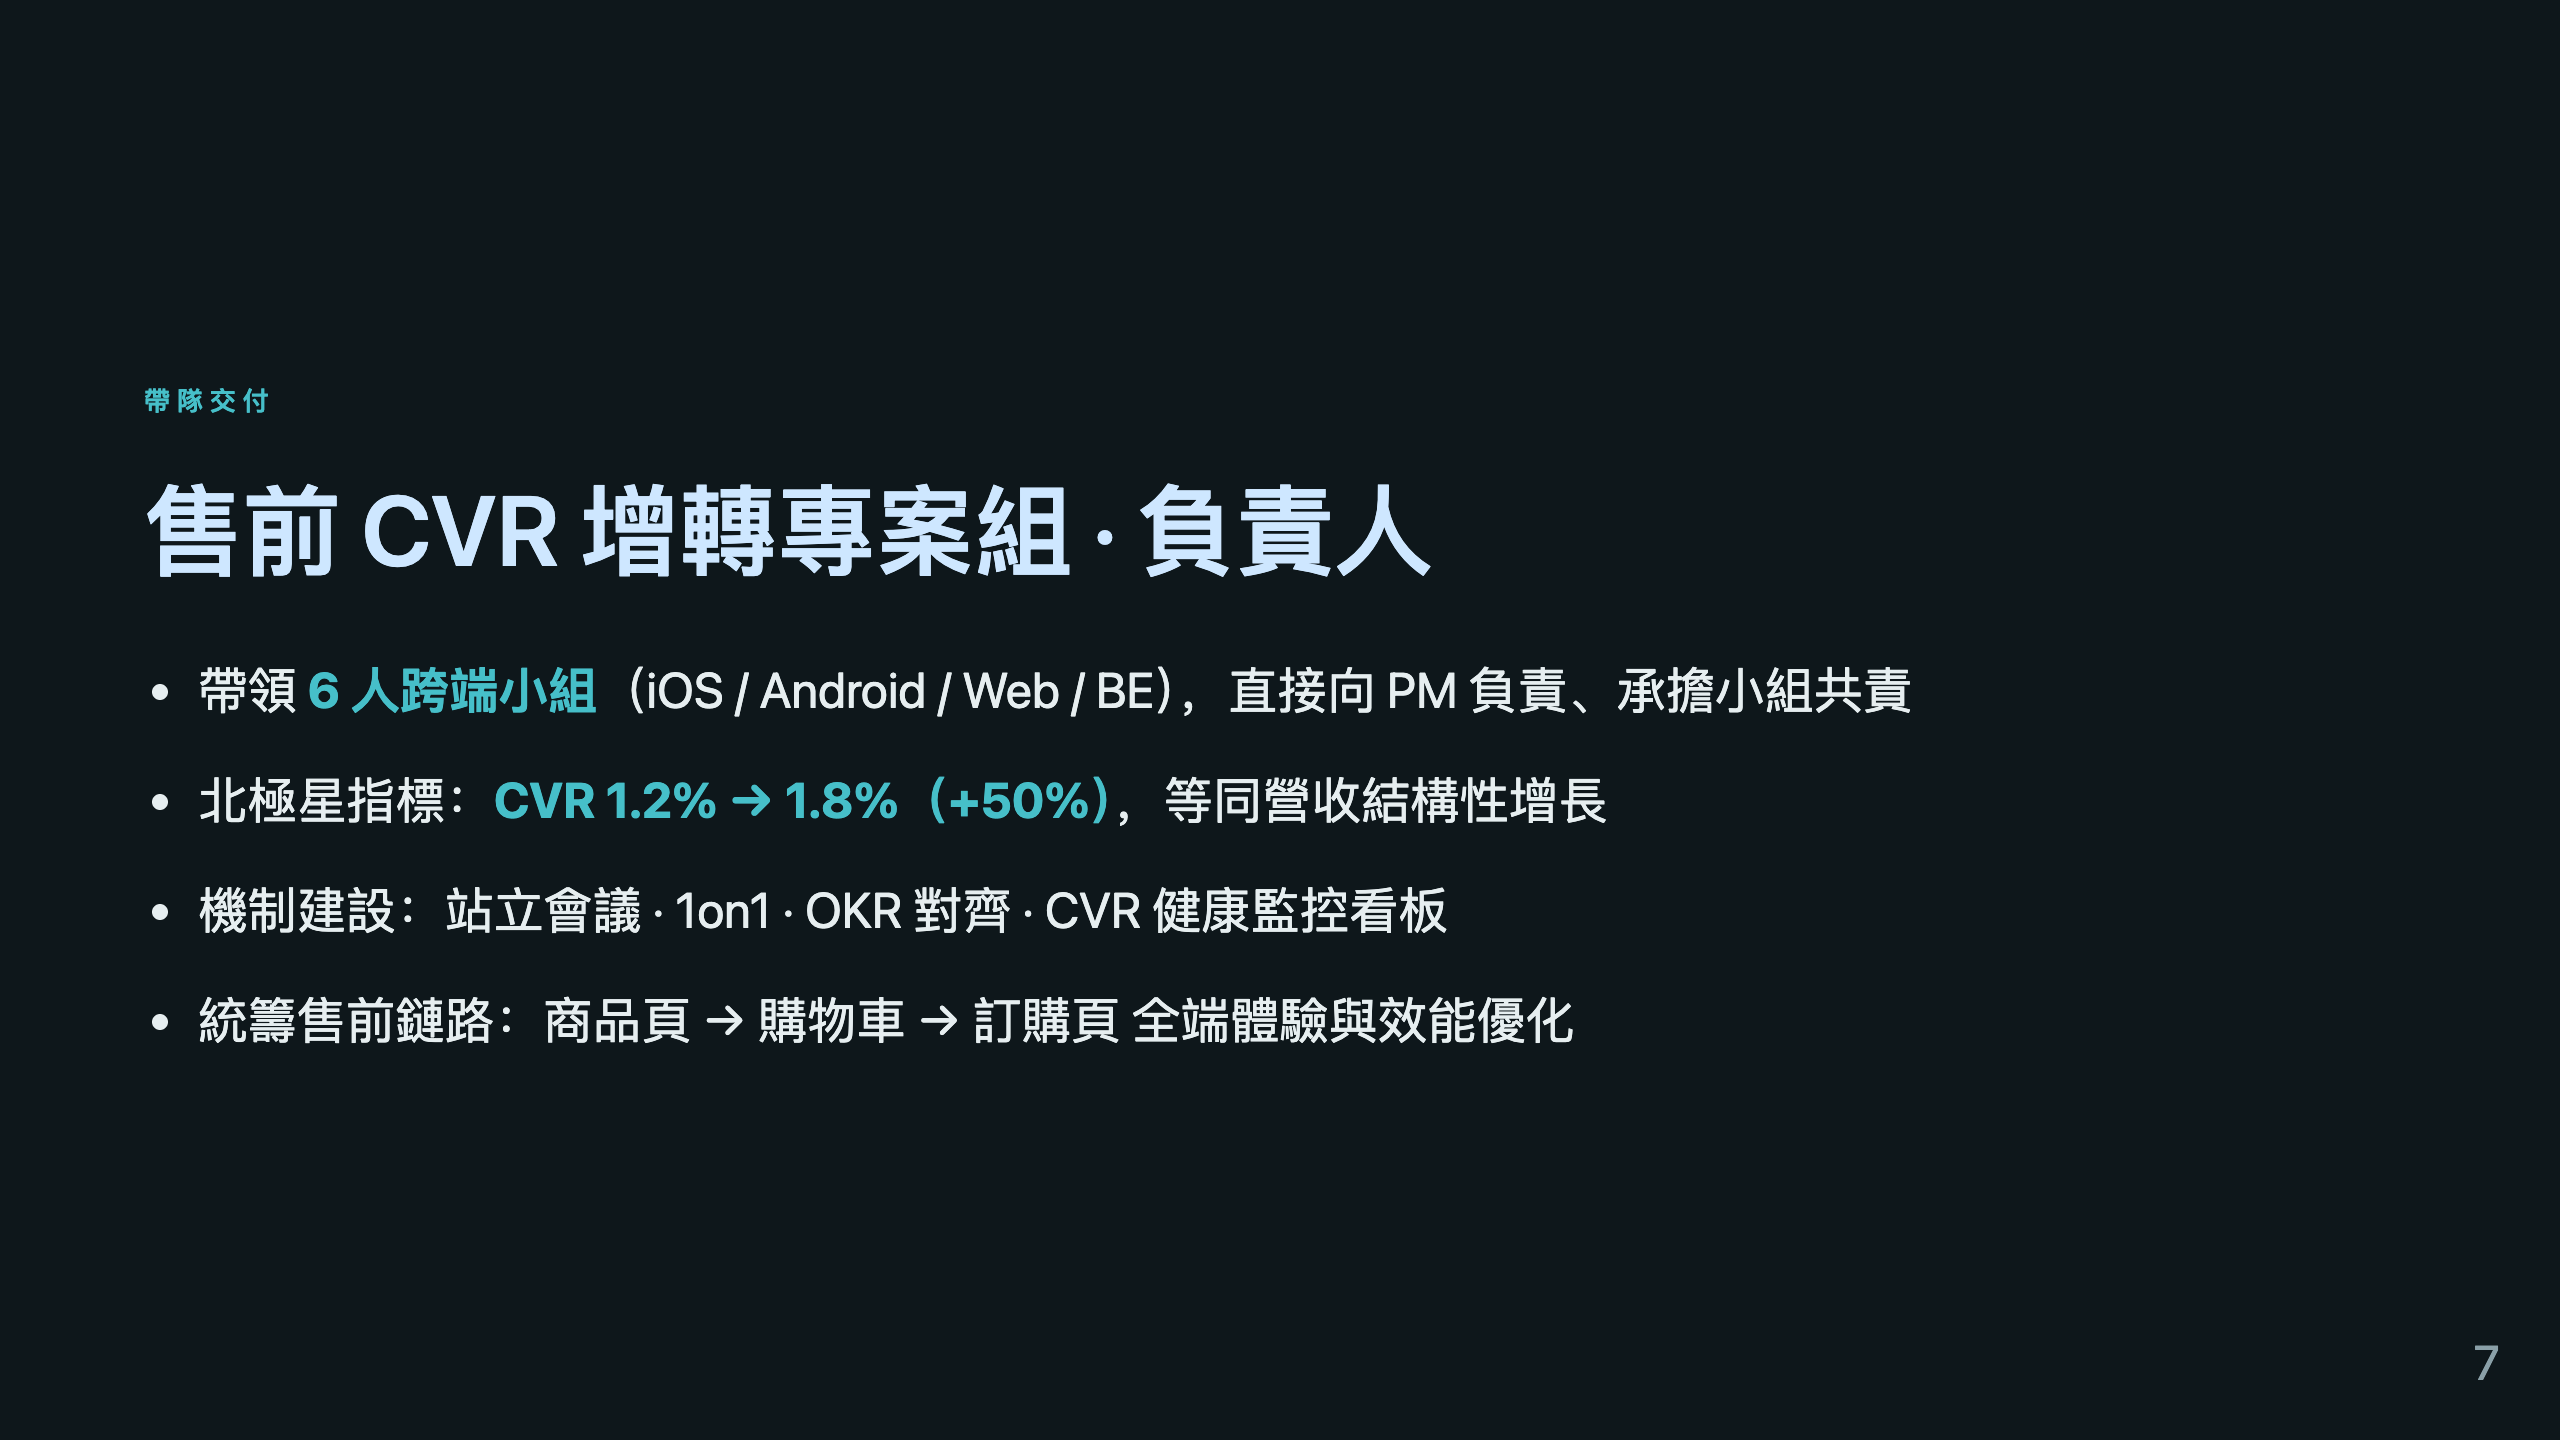 帶隊交付
售前 CVR 增轉專案組 · 負責人
• 帶領 6 人跨端小組（iOS / Android / Web / BE），直接向 PM 負責、承擔小組共責
• 北極星指標：CVR 1.2% → 1.8%（+50%），等同營收結構性增長
• 機制建設：站立會議 · 1on1 · OKR 對齊 · CVR 健康監控看板
• 統籌售前鏈路：商品頁 → 購物車 → 訂購頁 全端體驗與效能優化
7